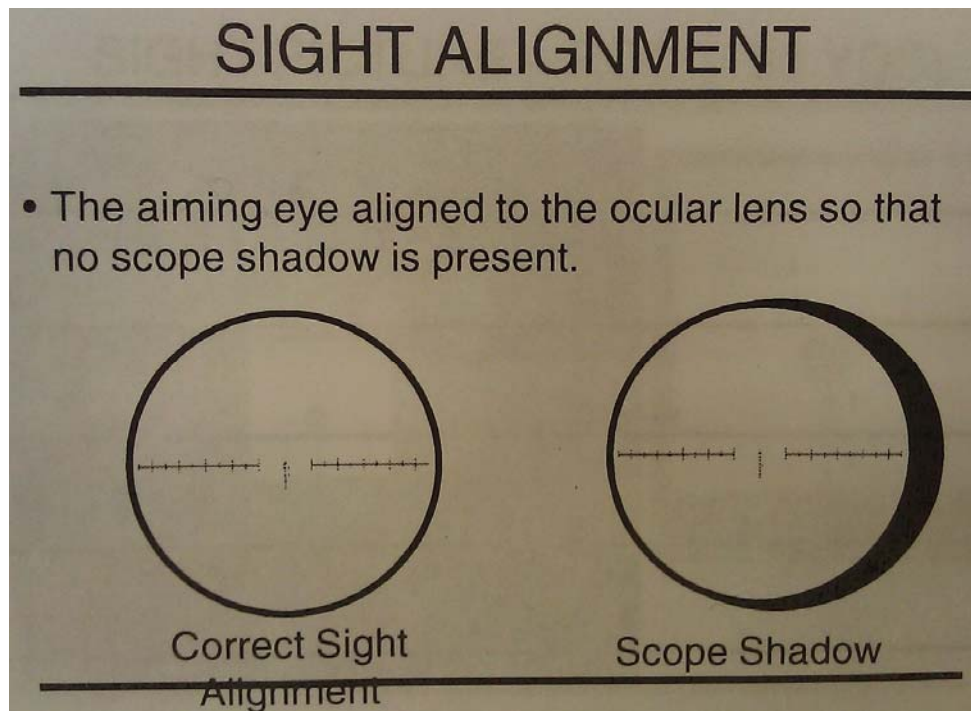 SIGHT ALIGNMENT
• The aiming eye aligned to the ocular lens so that
no scope shadow is present.
Correct Sight
Alignment
Scope Shadow